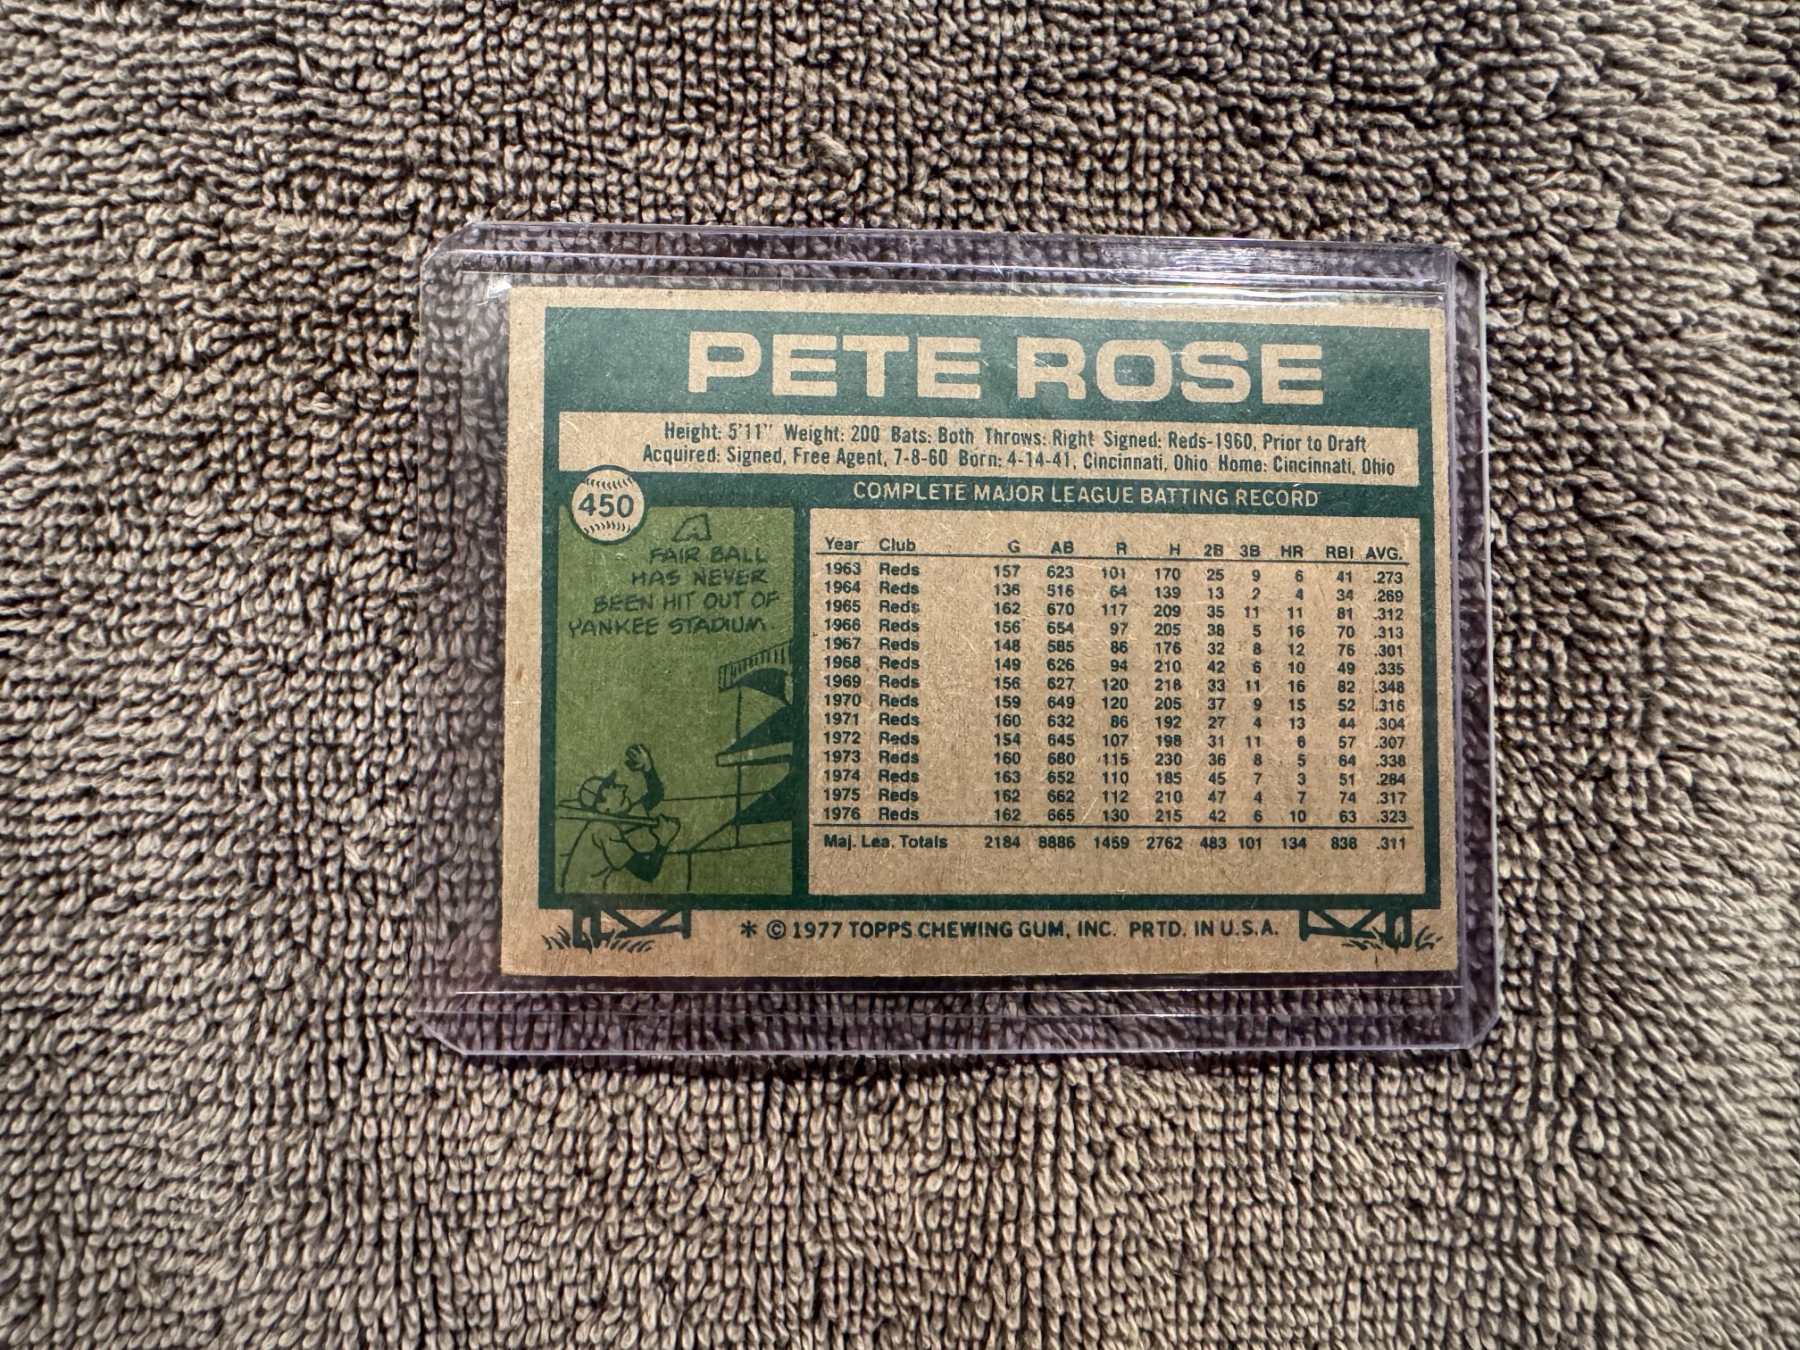 PETE ROSE
Height: 5'11" Weight: 200 Bats: Both Throws: Right Signed: Reds-1960, Prior to Draft
Acquired: Signed, Free Agent, 7-8-60 Born: 4-14-41, Cincinnati, Ohio Home: Cincinnati, Ohio
450
A
FAIR BALL
HAS NEVER
BEEN HIT OUT OF
YANKEE STADIUM.
COMPLETE MAJOR LEAGUE BATTING RECORD
Year Club G AB R H 2B 3B HR RBI AVG.
1963 Reds 157 623 101 170 25 9 6 41 .273
1964 Reds 136 516 64 139 13 2 4 34 .269
1965 Reds 162 670 117 209 35 11 11 81 .312
1966 Reds 156 654 97 205 38 5 16 70 .313
1967 Reds 148 585 86 176 32 8 12 76 .301
1968 Reds 149 626 94 210 42 6 10 49 .335
1969 Reds 156 627 120 218 33 11 16 82 .348
1970 Reds 159 649 120 205 37 9 15 52 .316
1971 Reds 160 632 86 192 27 4 13 44 .304
1972 Reds 154 645 107 198 31 11 6 57 .307
1973 Reds 160 680 115 230 36 8 5 64 .338
1974 Reds 163 652 110 185 45 7 3 51 .284
1975 Reds 162 662 112 210 47 4 7 74 .317
1976 Reds 162 665 130 215 42 6 10 63 .323
Maj. Lea. Totals 2184 8886 1459 2762 483 101 134 838 .311
* © 1977 TOPPS CHEWING GUM, INC. PRTD. IN U.S.A.